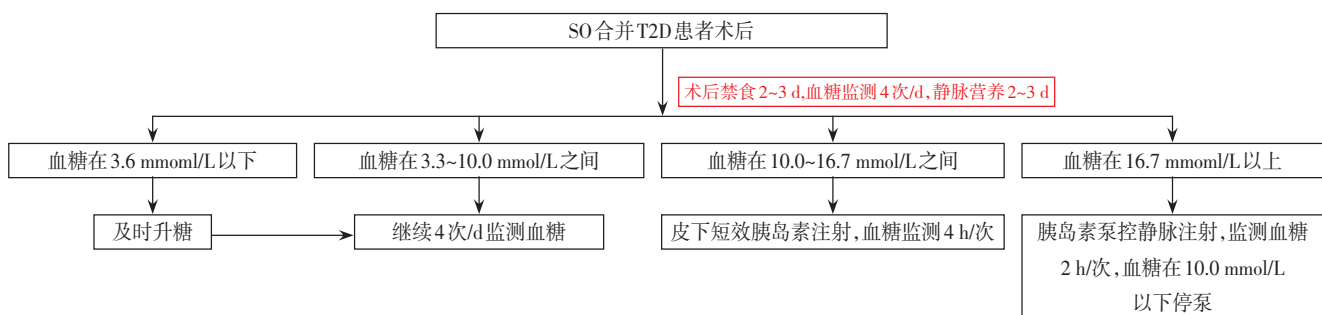 SO合并T2D患者术后
术后禁食2~3 d,血糖监测4次/d,静脉营养2~3 d
血糖在3.6 mmoml/L以下
血糖在3.3~10.0 mmol/L之间
血糖在10.0~16.7 mmol/L之间
血糖在16.7 mmoml/L以上
及时升糖
继续4次/d监测血糖
皮下短效胰岛素注射,血糖监测4 h/次
胰岛素泵控静脉注射,监测血糖
2 h/次,血糖在10.0 mmol/L
以下停泵